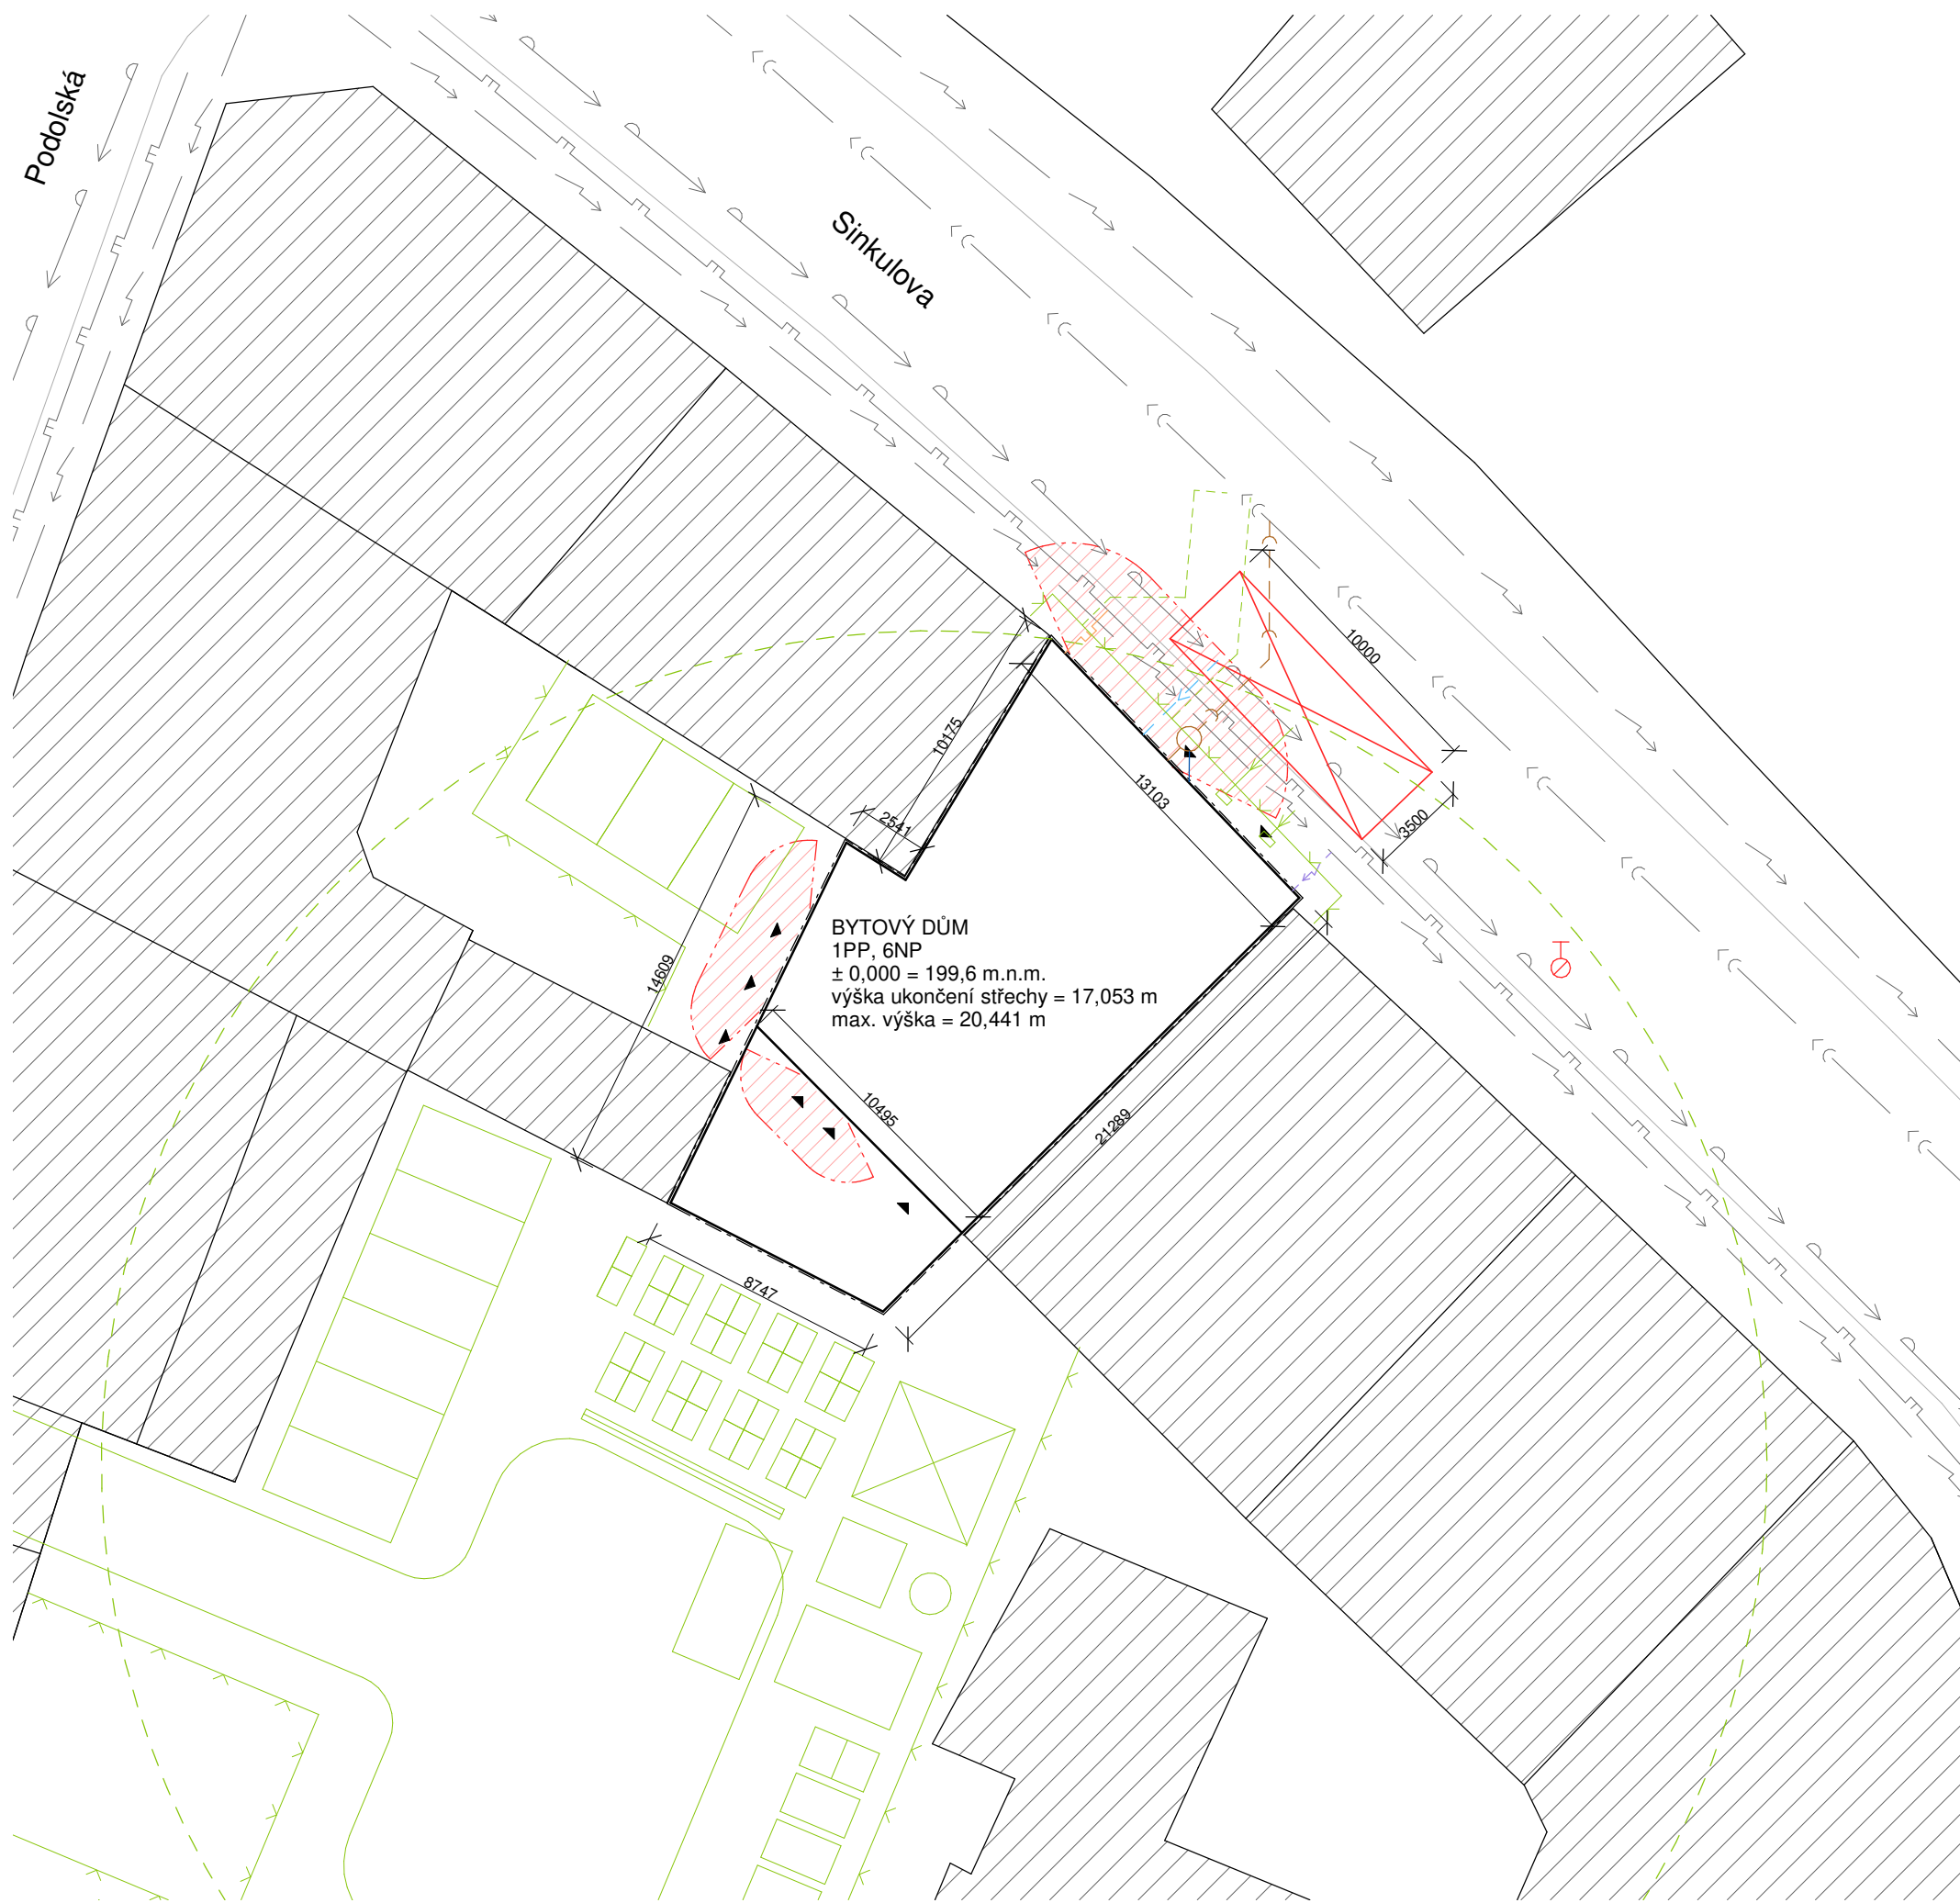 Podolská
Sinkulova
10000
10175
13103
3500
2541
BYTOVÝ DŮM
1PP, 6NP
± 0,000 = 199,6 m.n.m.
výška ukončení střechy = 17,053 m
max. výška = 20,441 m
14609
10495
21289
8747